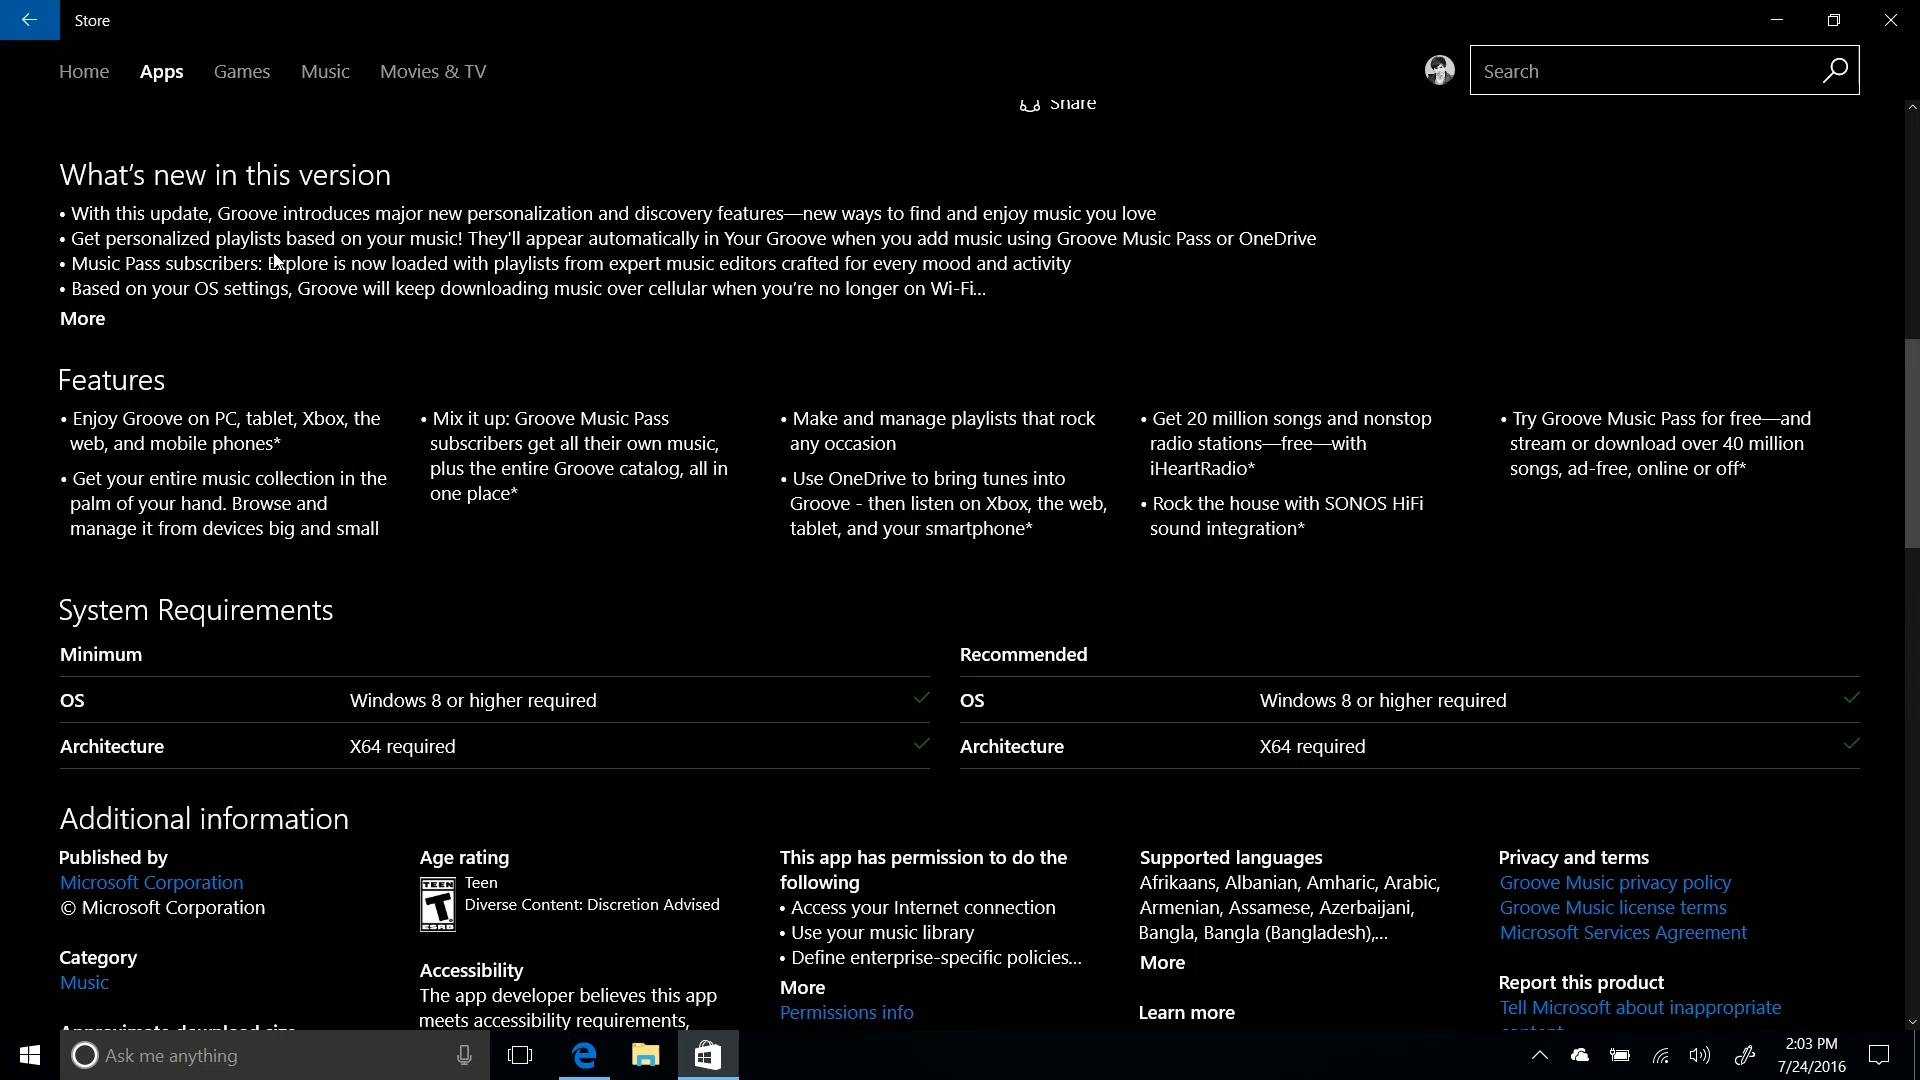 Store
Home Apps Games Music Movies & TV
Search
Share
What's new in this version
• With this update, Groove introduces major new personalization and discovery features—new ways to find and enjoy music you love
• Get personalized playlists based on your music! They'll appear automatically in Your Groove when you add music using Groove Music Pass or OneDrive
• Music Pass subscribers: Explore is now loaded with playlists from expert music editors crafted for every mood and activity
• Based on your OS settings, Groove will keep downloading music over cellular when you're no longer on Wi-Fi...
More
Features
• Enjoy Groove on PC, tablet, Xbox, the
web, and mobile phones*
• Get your entire music collection in the
palm of your hand. Browse and
manage it from devices big and small
• Mix it up: Groove Music Pass
subscribers get all their own music,
plus the entire Groove catalog, all in
one place*
• Make and manage playlists that rock
any occasion
• Use OneDrive to bring tunes into
Groove - then listen on Xbox, the web,
tablet, and your smartphone*
• Get 20 million songs and nonstop
radio stations—free—with
iHeartRadio*
• Rock the house with SONOS HiFi
sound integration*
• Try Groove Music Pass for free—and
stream or download over 40 million
songs, ad-free, online or off*
System Requirements
Minimum
OS Windows 8 or higher required
Architecture X64 required
Recommended
OS Windows 8 or higher required
Architecture X64 required
Additional information
Published by
Microsoft Corporation
© Microsoft Corporation
Category
Music
Approximate download size
Age rating
TEEN
T
ESRB
Teen
Diverse Content: Discretion Advised
Accessibility
The app developer believes this app
meets accessibility requirements,
This app has permission to do the
following
• Access your Internet connection
• Use your music library
• Define enterprise-specific policies...
More
Permissions info
Supported languages
Afrikaans, Albanian, Amharic, Arabic,
Armenian, Assamese, Azerbaijani,
Bangla, Bangla (Bangladesh),...
More
Learn more
Privacy and terms
Groove Music privacy policy
Groove Music license terms
Microsoft Services Agreement
Report this product
Tell Microsoft about inappropriate
content
Ask me anything
2:03 PM
7/24/2016